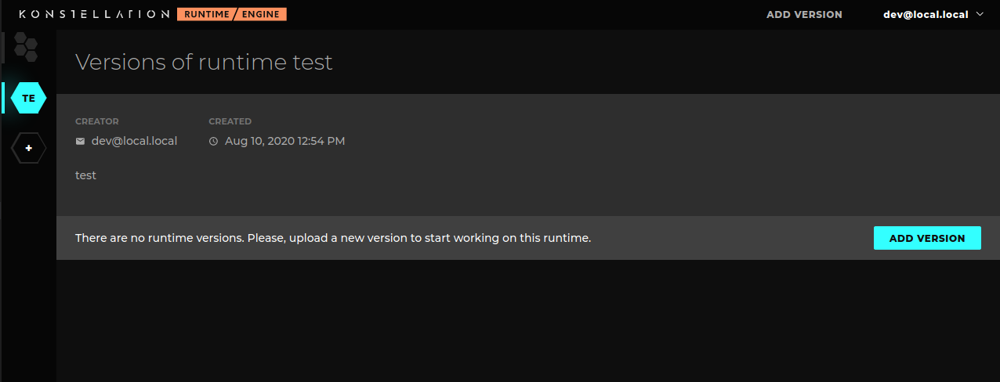 KONSTELLATION RUNTIME / ENGINE ADD VERSION dev@local.local
Versions of runtime test
TE
CREATOR CREATED
dev@local.local Aug 10, 2020 12:54 PM
+
test
There are no runtime versions. Please, upload a new version to start working on this runtime. ADD VERSION